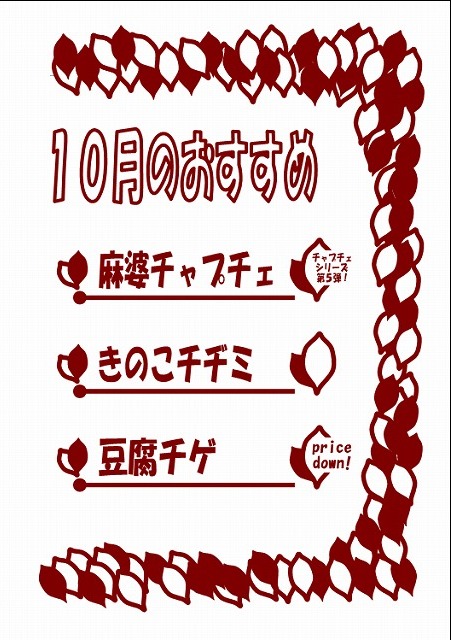 10月のおすすめ
麻婆チャプチェ
チャプチェ
シリーズ
第5弾!
きのこチヂミ
豆腐チゲ
price
down!